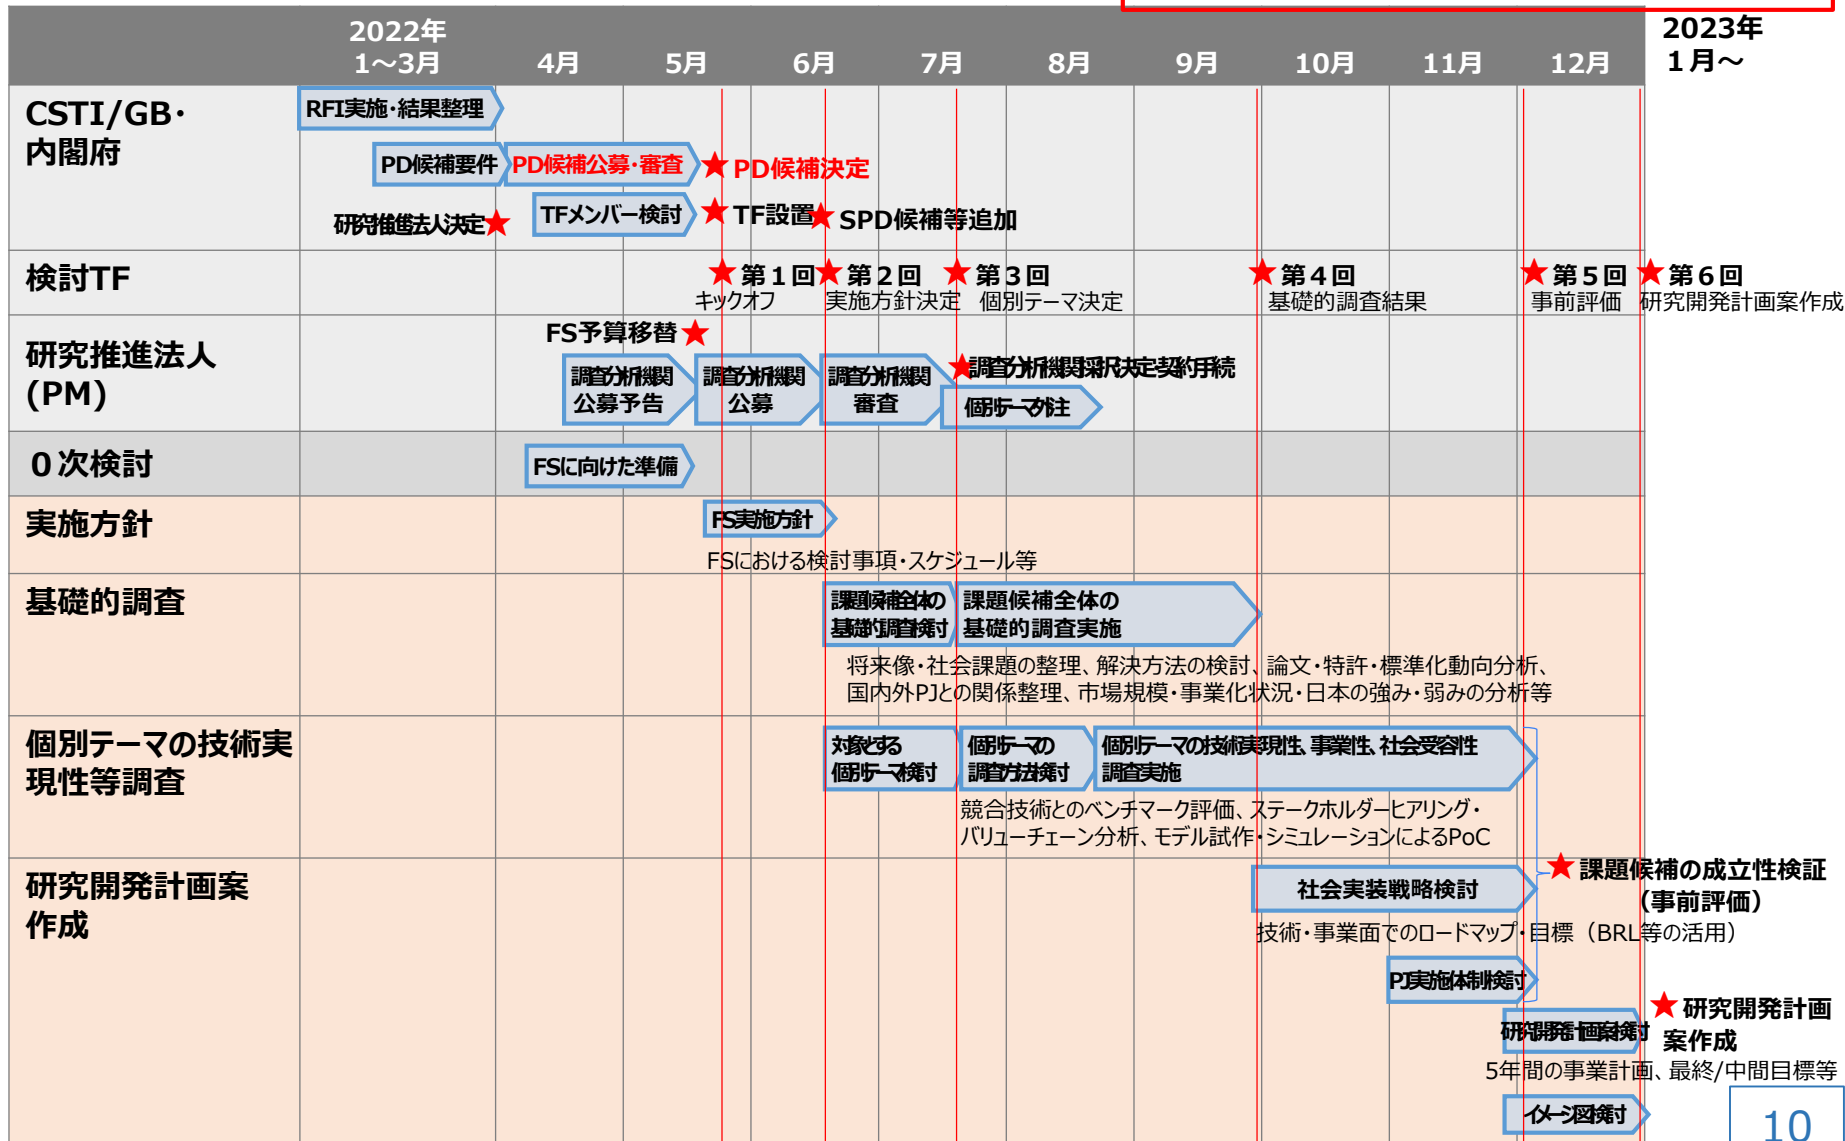 2022年
1～3月
4月
5月
6月
7月
8月
9月
10月
11月
12月
2023年
１月～
CSTI/GB・
内閣府
RFI実施・結果整理
PD候補要件
PD候補公募・審査
★PD候補決定
研究推進法人決定★
TFメンバー検討
★TF設置
★SPD候補等追加
検討TF
★第１回
キックオフ
★第２回
実施方針決定
★第３回
個別テーマ決定
★第４回
基礎的調査結果
★第５回
事前評価
★第６回
研究開発計画案作成
研究推進法人
(PM)
FS予算移替★
調査分析機関
公募予告
調査分析機関
公募
調査分析機関
審査
★調査分析機関採択決定・契約手続
個別テーマ外注
０次検討
FSに向けた準備
実施方針
FS実施方針
FSにおける検討事項・スケジュール等
基礎的調査
課題候補全体の
基礎的調査検討
課題候補全体の
基礎的調査実施
将来像・社会課題の整理、解決方法の検討、論文・特許・標準化動向分析、
国内外PJとの関係整理、市場規模・事業化状況・日本の強み・弱みの分析等
個別テーマの技術実
現性等調査
対象とする
個別テーマ検討
個別テーマの
調査方法検討
個別テーマの技術実現性、事業性、社会受容性
調査実施
競合技術とのベンチマーク評価、ステークホルダーヒアリング・
バリューチェーン分析、モデル試作・シミュレーションによるPoC
研究開発計画案
作成
社会実装戦略検討
★課題候補の成立性検証
（事前評価）
技術・事業面でのロードマップ・目標（BRL等の活用）
PJ実施体制検討
研究開発計画案検討
★研究開発計画
案作成
5年間の事業計画、最終/中間目標等
イメージ図検討
10